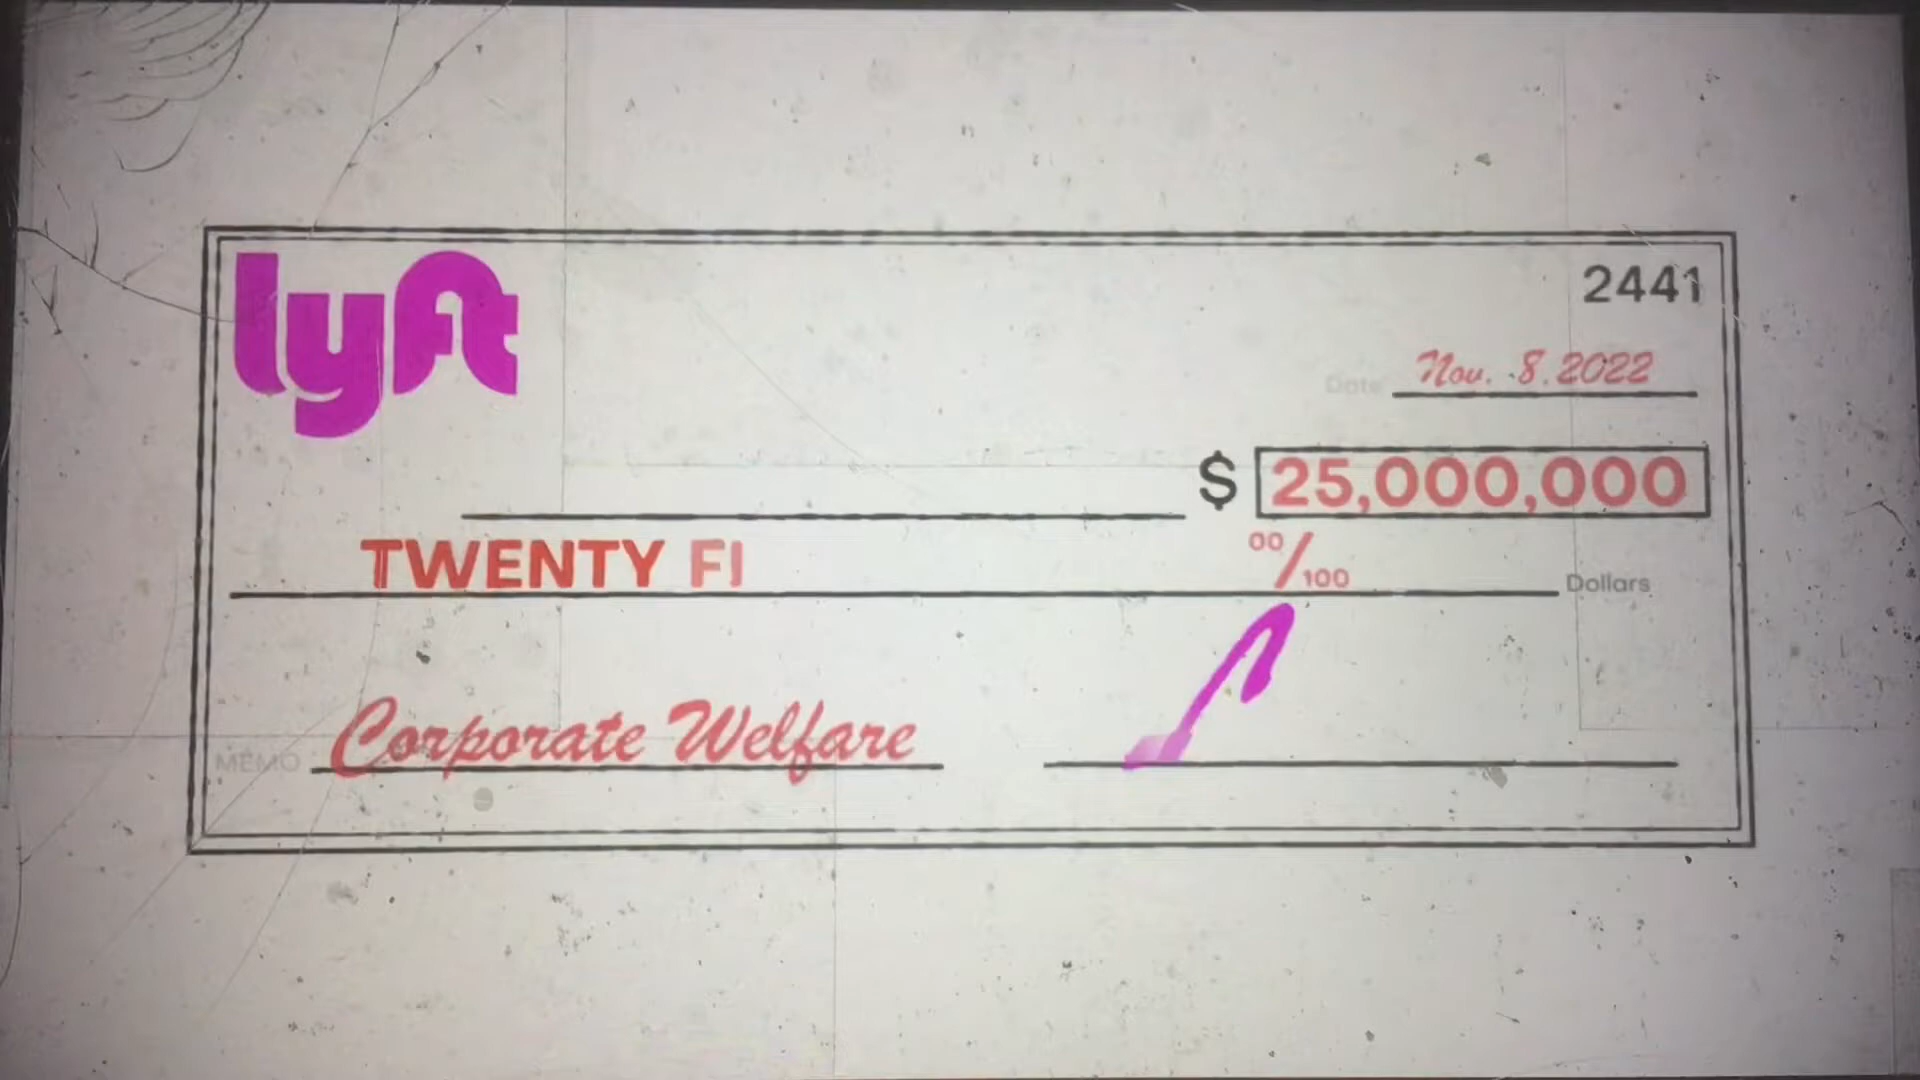 lyft
2441
Date Nov. 8, 2022
$ 25,000,000
TWENTY FI 00/100 Dollars
MEMO Corporate Welfare